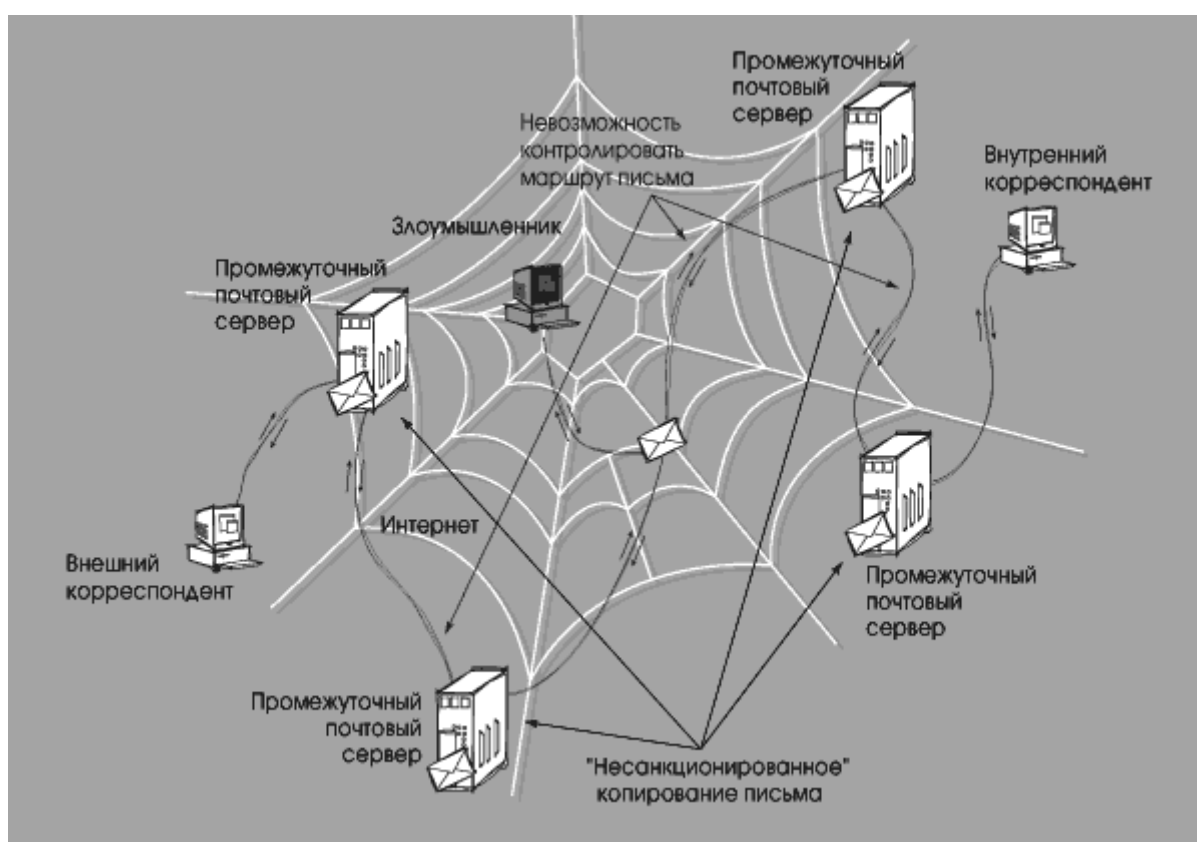 Промежуточный
почтовый
сервер
Невозможность
контролировать
маршрут письма
Внутренний
корреспондент
Злоумышленник
Промежуточный
почтовый
сервер
Интернет
Внешний
корреспондент
Промежуточный
почтовый
сервер
Промежуточный
почтовый
сервер
"Несанкционированное"
копирование письма